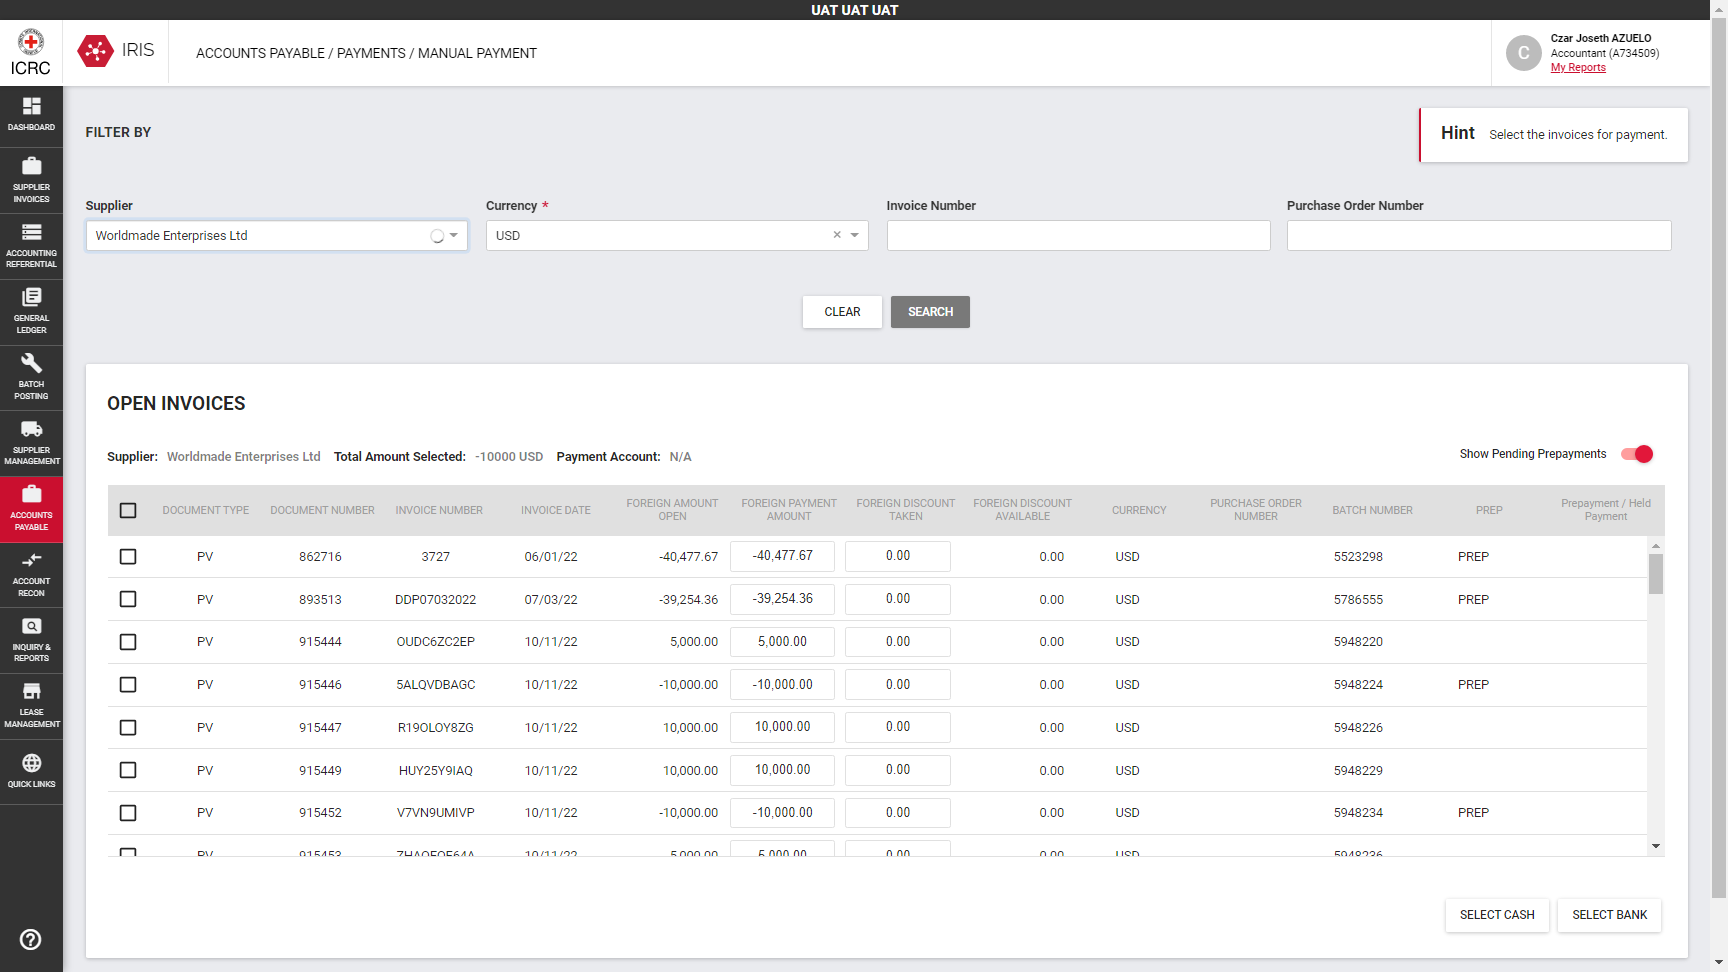 UAT UAT UAT
ICRC
IRIS
ACCOUNTS PAYABLE / PAYMENTS / MANUAL PAYMENT
C
Czar Joseth AZUELO
Accountant (A734509)
My Reports
DASHBOARD
SUPPLIER
INVOICES
ACCOUNTING
REFERENTIAL
GENERAL
LEDGER
BATCH
POSTING
SUPPLIER
MANAGEMENT
ACCOUNTS
PAYABLE
ACCOUNT
RECON
INQUIRY &
REPORTS
LEASE
MANAGEMENT
QUICK LINKS
FILTER BY
Hint Select the invoices for payment.
Supplier Currency * Invoice Number Purchase Order Number
Worldmade Enterprises Ltd USD
CLEAR SEARCH
OPEN INVOICES
Supplier: Worldmade Enterprises Ltd Total Amount Selected: -10000 USD Payment Account: N/A
Show Pending Prepayments
DOCUMENT TYPE DOCUMENT NUMBER INVOICE NUMBER INVOICE DATE FOREIGN AMOUNT OPEN FOREIGN PAYMENT AMOUNT FOREIGN DISCOUNT TAKEN FOREIGN DISCOUNT AVAILABLE CURRENCY PURCHASE ORDER NUMBER BATCH NUMBER PREP Prepayment / Held Payment
PV 862716 3727 06/01/22 -40,477.67 -40,477.67 0.00 0.00 USD 5523298 PREP
PV 893513 DDP07032022 07/03/22 -39,254.36 -39,254.36 0.00 0.00 USD 5786555 PREP
PV 915444 OUDC6ZC2EP 10/11/22 5,000.00 5,000.00 0.00 0.00 USD 5948220
PV 915446 5ALQVDBAGC 10/11/22 -10,000.00 -10,000.00 0.00 0.00 USD 5948224 PREP
PV 915447 R19OLOY8ZG 10/11/22 10,000.00 10,000.00 0.00 0.00 USD 5948226
PV 915449 HUY25Y9IAQ 10/11/22 10,000.00 10,000.00 0.00 0.00 USD 5948229
PV 915452 V7VN9UMIVP 10/11/22 -10,000.00 -10,000.00 0.00 0.00 USD 5948234 PREP
PV 915453 10/11/22 5,000.00 5,000.00 0.00 0.00 USD 5948236
SELECT CASH SELECT BANK